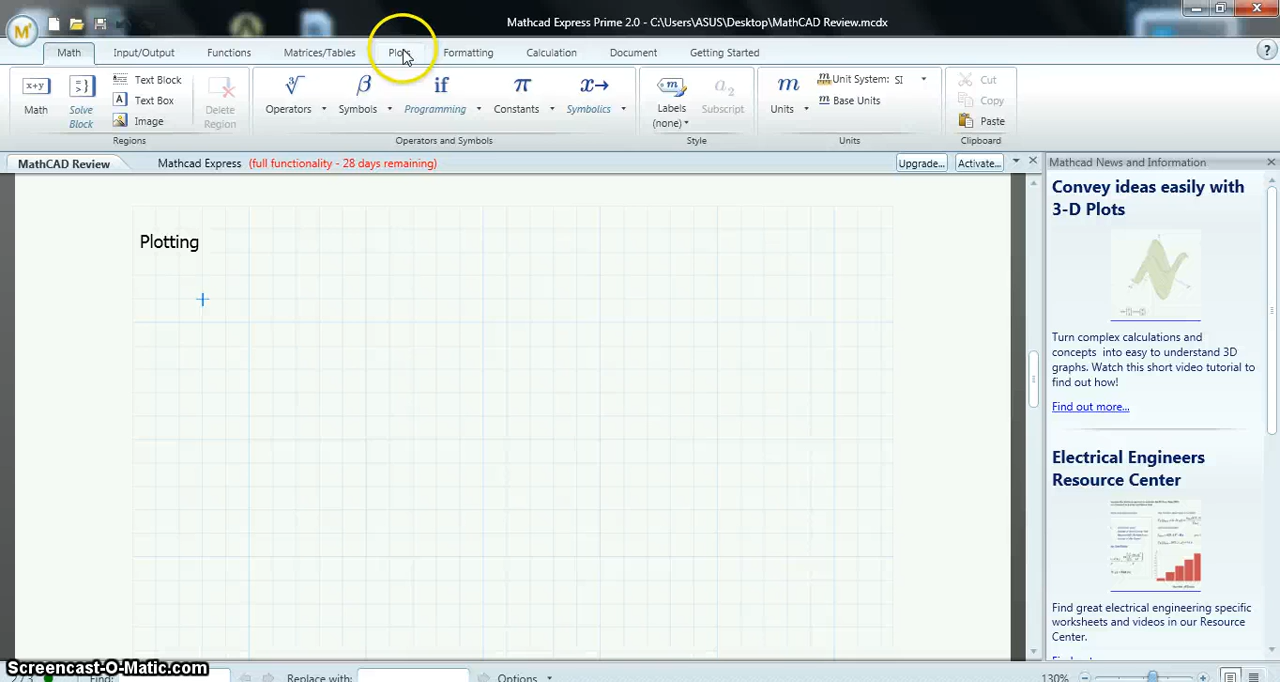 Mathcad Express Prime 2.0 - C:\Users\ASUS\Desktop\MathCAD Review.mcdx
Math Input/Output Functions Matrices/Tables Plots Formatting Calculation Document Getting Started
Math
Solve Block
Text Block
Text Box
Image
Delete Region
Regions
Operators
Symbols
if
Programming
Constants
Symbolics
Operators and Symbols
Labels
(none)
Subscript
Style
Units
Unit System: SI
Base Units
Units
Cut
Copy
Paste
Clipboard
MathCAD Review
Mathcad Express (full functionality - 28 days remaining)
Upgrade...
Activate...
Mathcad News and Information
Plotting
Convey ideas easily with
3-D Plots
Turn complex calculations and
concepts into easy to understand 3D
graphs. Watch this short video tutorial to
find out how!
Find out more...
Electrical Engineers
Resource Center
Find great electrical engineering specific
worksheets and videos in our Resource
Center.
Screencast-O-Matic.com
Find:
Replace with:
Options
130%